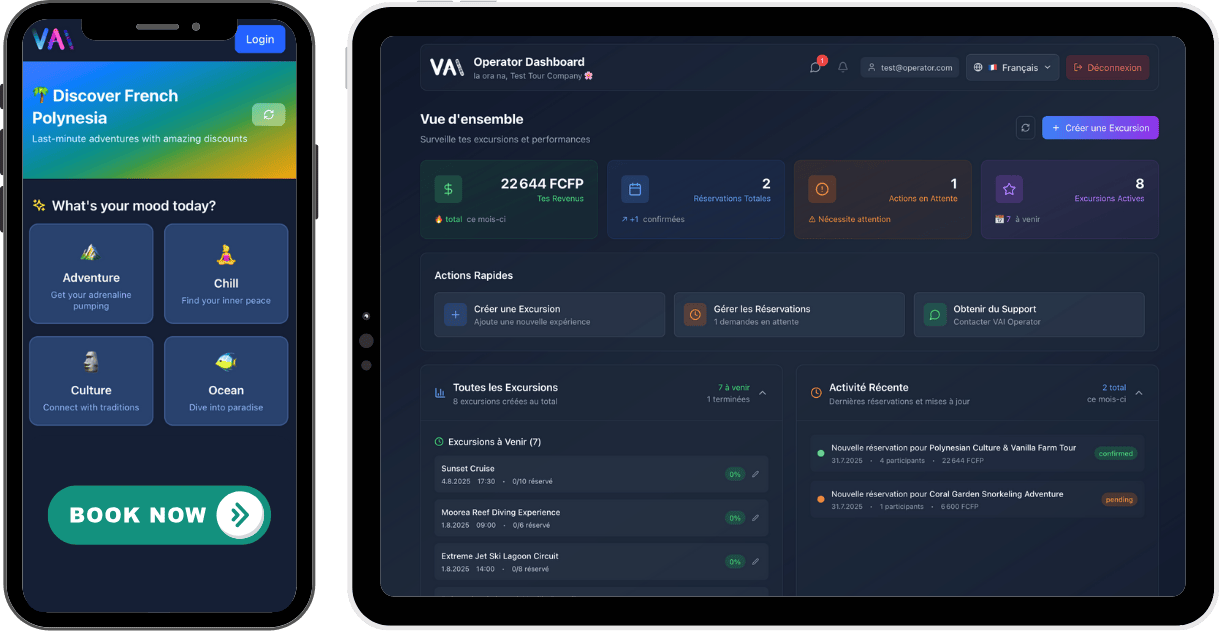 VAI
Login
Discover French
Polynesia
Last-minute adventures with amazing discounts
What's your mood today?
Adventure
Get your adrenaline
pumping
Chill
Find your inner peace
Culture
Connect with traditions
Ocean
Dive into paradise
BOOK NOW
VAI
Operator Dashboard
Ia ora na, Test Tour Company
1
test@operator.com
Français
Déconnexion
Vue d'ensemble
Surveille tes excursions et performances
+ Créer une Excursion
22 644 FCFP
Tes Revenus
total ce mois-ci
2
Réservations Totales
+1 confirmées
1
Actions en Attente
Nécessite attention
8
Excursions Actives
7 à venir
Actions Rapides
Créer une Excursion
Ajoute une nouvelle expérience
Gérer les Réservations
1 demandes en attente
Obtenir du Support
Contacter VAI Operator
Toutes les Excursions
8 excursions créées au total
7 à venir
1 terminées
Excursions à Venir (7)
Sunset Cruise
4.8.2025 17:30 • 0/10 réservé
0%
Moorea Reef Diving Experience
1.8.2025 09:00 • 0/6 réservé
0%
Extreme Jet Ski Lagoon Circuit
1.8.2025 14:00 • 0/8 réservé
0%
Activité Récente
Dernières réservations et mises à jour
2 total
ce mois-ci
Nouvelle réservation pour Polynesian Culture & Vanilla Farm Tour
31.7.2025 • 4 participants • 22 644 FCFP
confirmed
Nouvelle réservation pour Coral Garden Snorkeling Adventure
31.7.2025 • 1 participants • 6 600 FCFP
pending